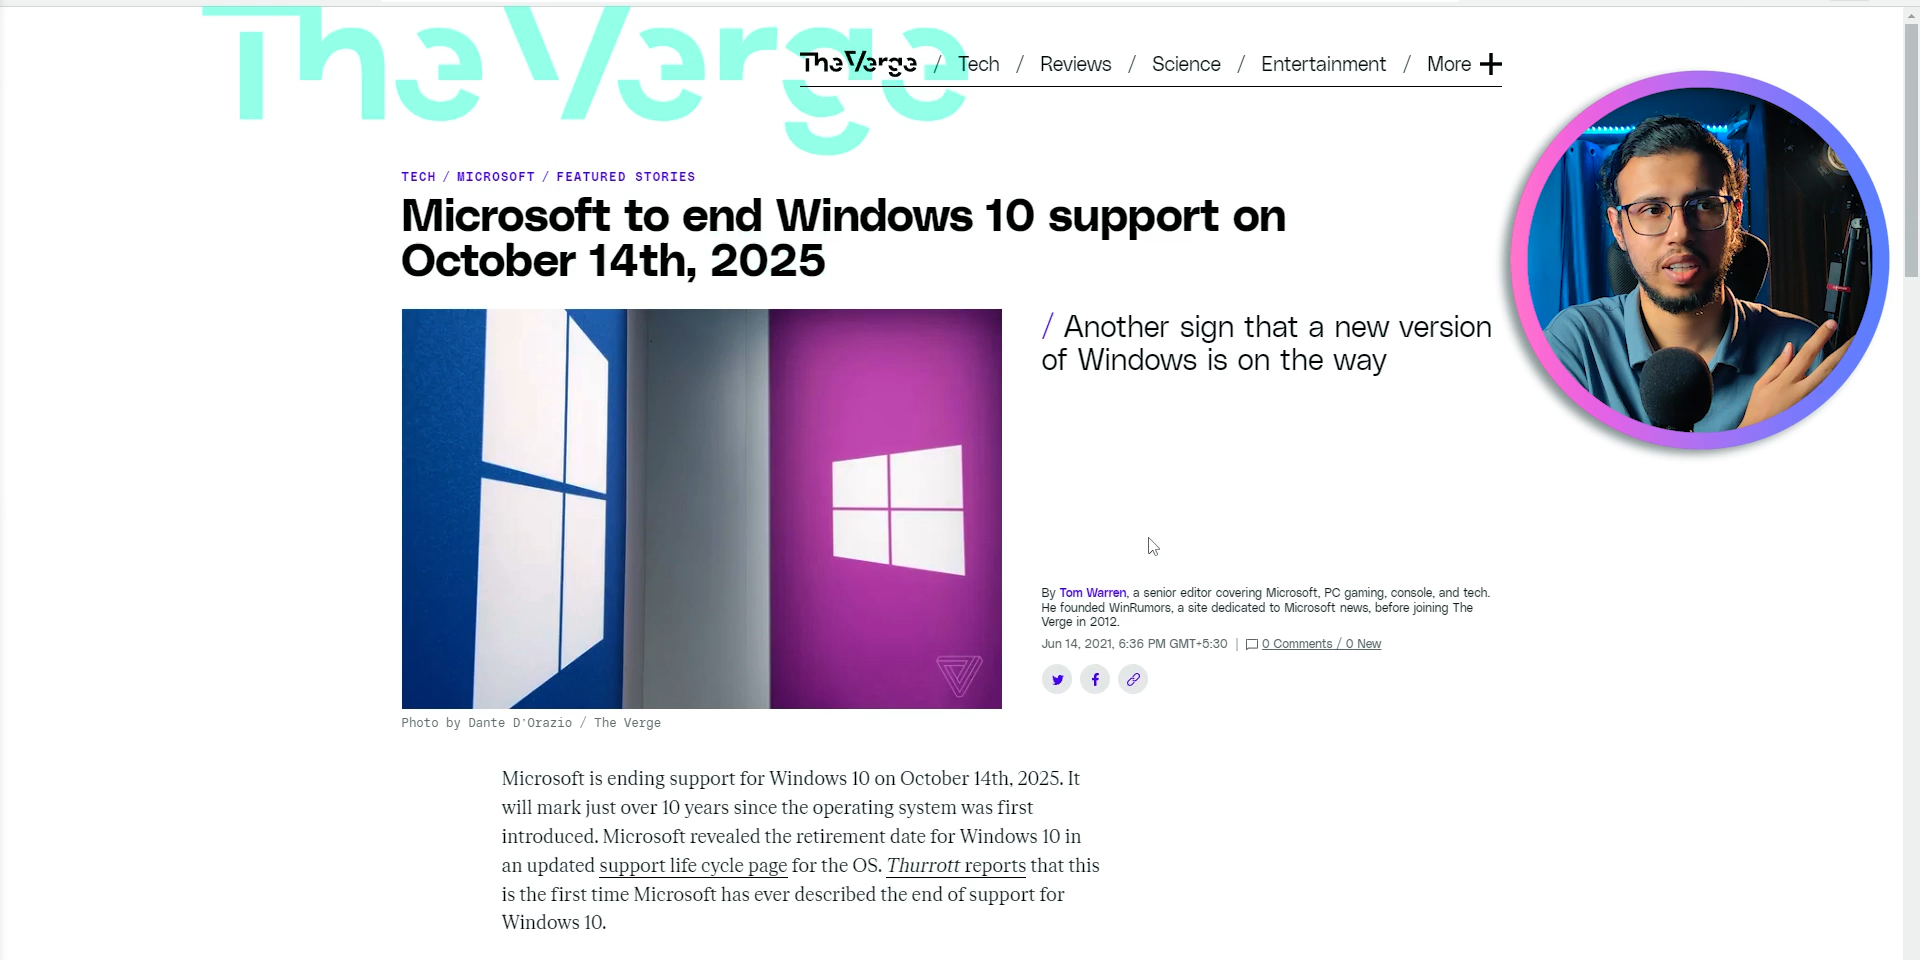 The Verge
The Verge / Tech / Reviews / Science / Entertainment / More +
TECH / MICROSOFT / FEATURED STORIES
Microsoft to end Windows 10 support on
October 14th, 2025
/ Another sign that a new version
of Windows is on the way
By Tom Warren, a senior editor covering Microsoft, PC gaming, console, and tech.
He founded WinRumors, a site dedicated to Microsoft news, before joining The
Verge in 2012.
Jun 14, 2021, 6:36 PM GMT+5:30 | 0 Comments / 0 New
Photo by Dante D'Orazio / The Verge
Microsoft is ending support for Windows 10 on October 14th, 2025. It
will mark just over 10 years since the operating system was first
introduced. Microsoft revealed the retirement date for Windows 10 in
an updated support life cycle page for the OS. Thurrott reports that this
is the first time Microsoft has ever described the end of support for
Windows 10.